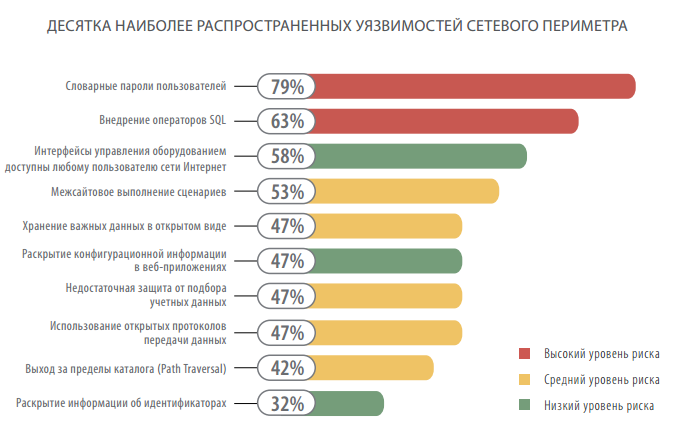 ДЕСЯТКА НАИБОЛЕЕ РАСПРОСТРАНЕННЫХ УЯЗВИМОСТЕЙ СЕТЕВОГО ПЕРИМЕТРА
Словарные пароли пользователей
79%
Внедрение операторов SQL
63%
Интерфейсы управления оборудованием
доступны любому пользователю сети Интернет
58%
Межсайтовое выполнение сценариев
53%
Хранение важных данных в открытом виде
47%
Раскрытие конфигурационной информации
в веб-приложениях
47%
Недостаточная защита от подбора
учетных данных
47%
Использование открытых протоколов
передачи данных
47%
Выход за пределы каталога (Path Traversal)
42%
Раскрытие информации об идентификаторах
32%
Высокий уровень риска
Средний уровень риска
Низкий уровень риска